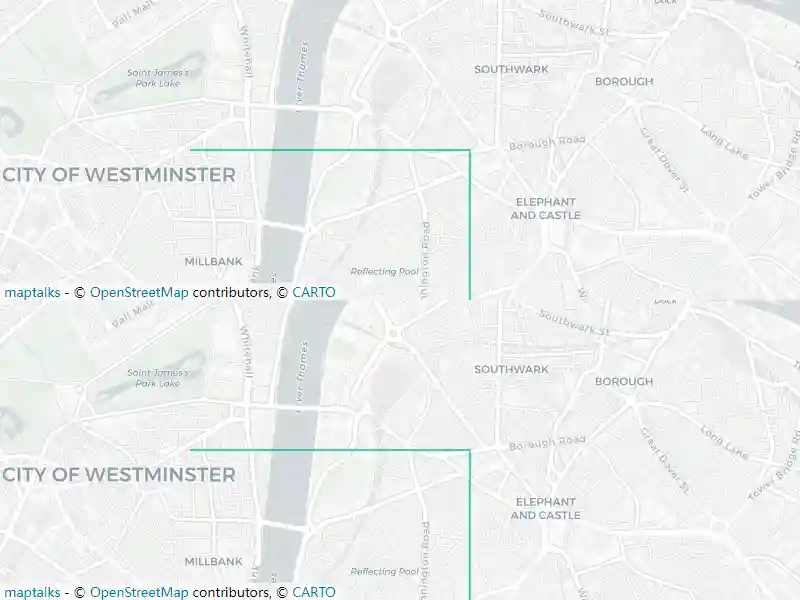 Pall Mall
Whitehall
Southwark St
Dock
Saint James's
Park Lake
River Thames
SOUTHWARK
BOROUGH
Borough Road
Long Lane
Great Dover St
Tower Bridge Rd
CITY OF WESTMINSTER
ELEPHANT
AND CASTLE
MILLBANK
Reflecting Pool
maptalks - © OpenStreetMap contributors, © CARTO
Pall Mall
Whitehall
Southwark St
Saint James's
Park Lake
River Thames
SOUTHWARK
BOROUGH
Borough Road
Long Lane
Great Dover St
Tower Bridge Rd
CITY OF WESTMINSTER
ELEPHANT
AND CASTLE
MILLBANK
Reflecting Pool
maptalks - © OpenStreetMap contributors, © CARTO